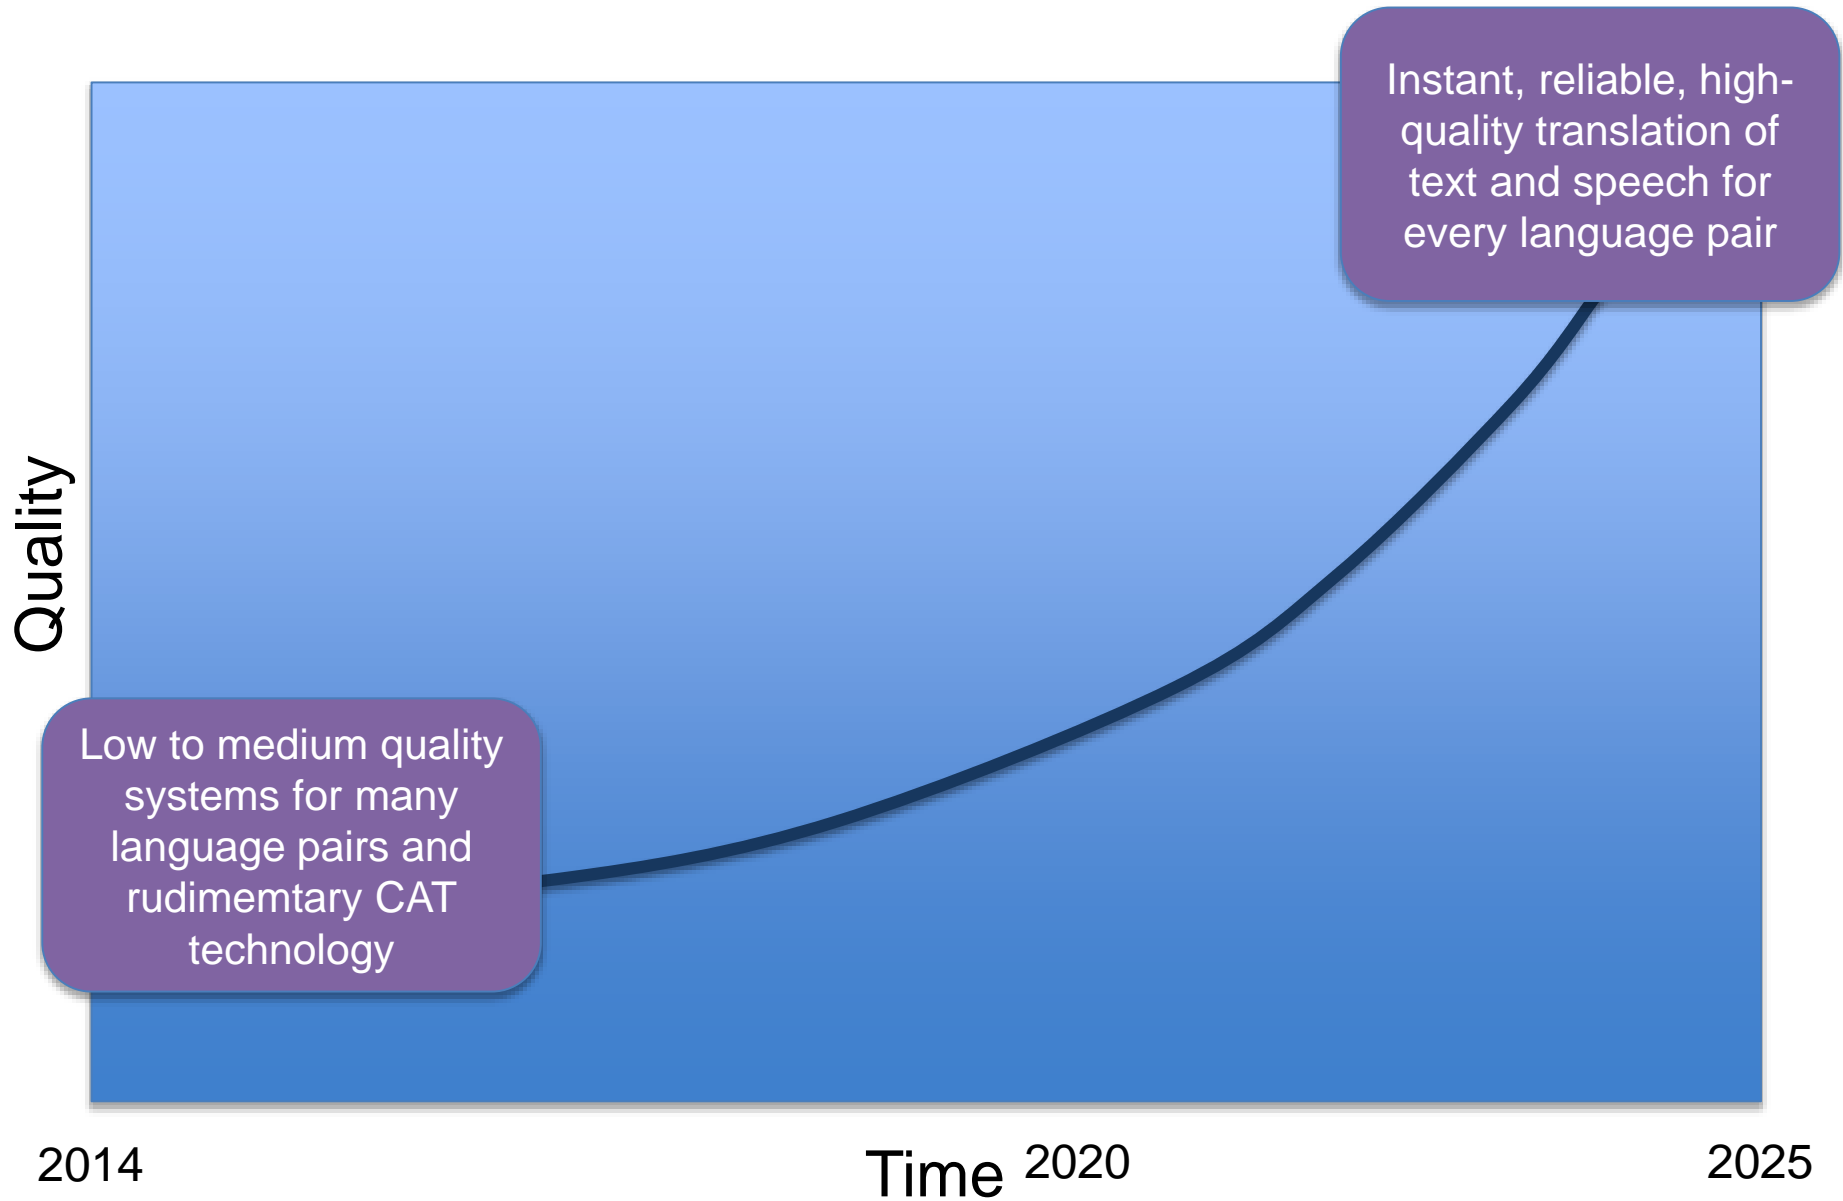 Instant, reliable, high-
quality translation of
text and speech for
every language pair
Quality
Low to medium quality
systems for many
language pairs and
rudimemtary CAT
technology
2014
Time
2020
2025